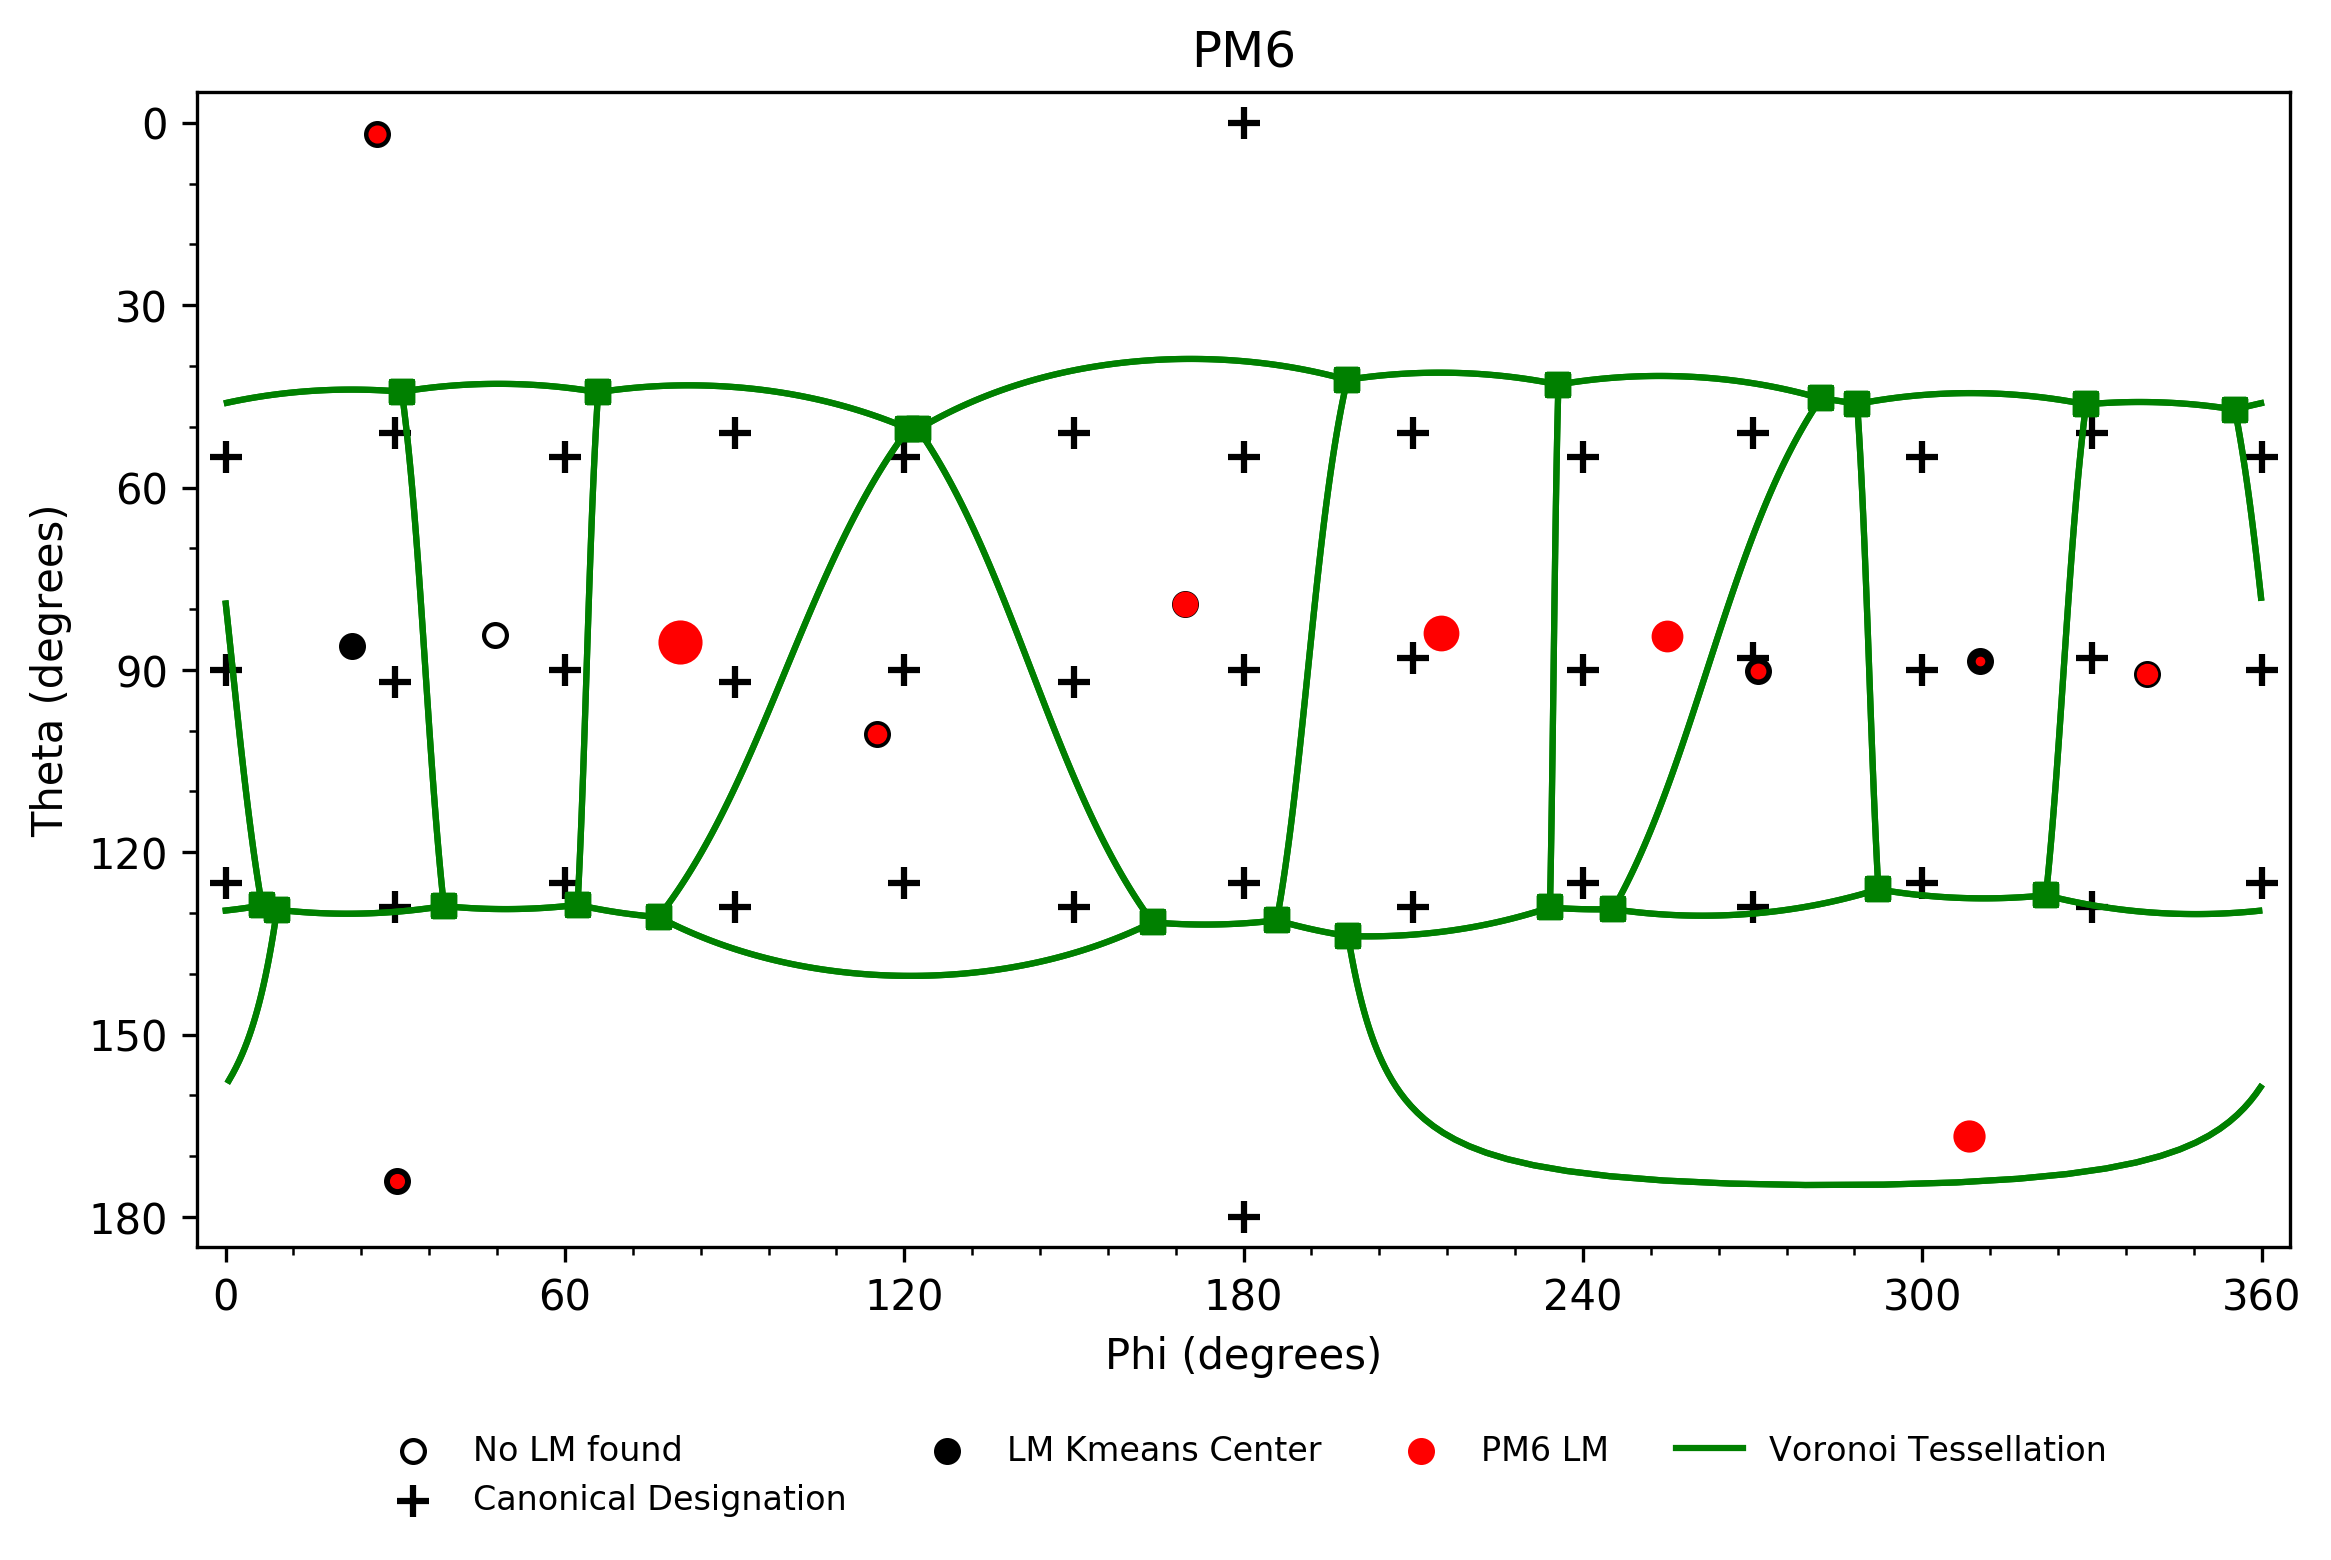 PM6
0
30
60
90
120
150
180
Theta (degrees)
0 60 120 180 240 300 360
Phi (degrees)
No LM found LM Kmeans Center PM6 LM Voronoi Tessellation
Canonical Designation